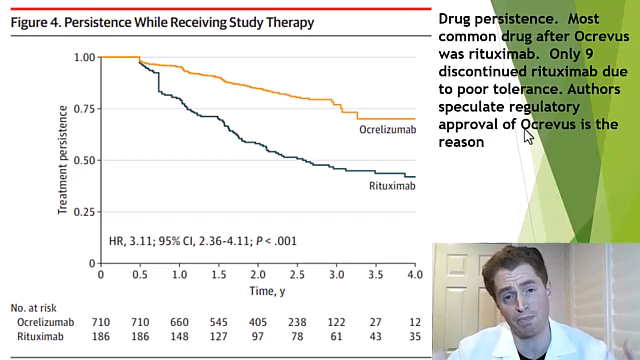 Figure 4. Persistence While Receiving Study Therapy
Drug persistence. Most
common drug after Ocrevus
was rituximab. Only 9
discontinued rituximab due
to poor tolerance. Authors
speculate regulatory
approval of Ocrevus is the
reason
Treatment persistence
1.00
0.75
0.50
0.25
0
Ocrelizumab
Rituximab
HR, 3.11; 95% CI, 2.36-4.11; P < .001
0 0.5 1.0 1.5 2.0 2.5 3.0 3.5 4.0
Time, y
No. at risk
Ocrelizumab 710 710 660 545 405 238 122 27 12
Rituximab 186 186 148 127 97 78 61 43 35